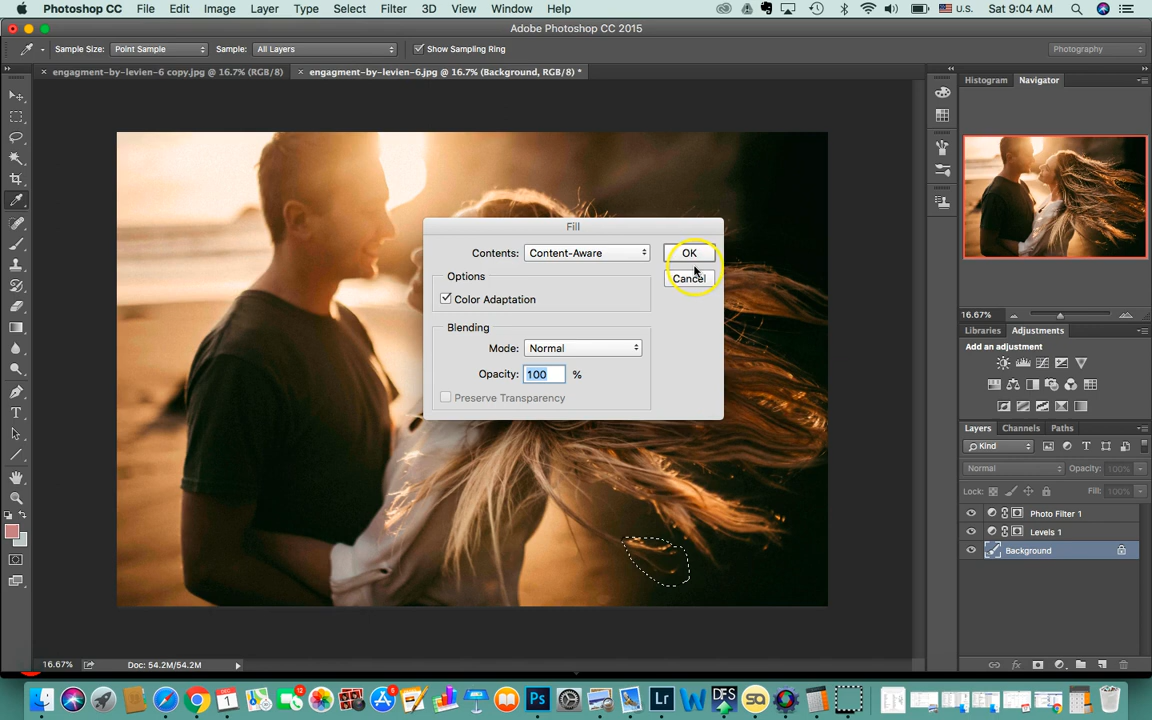 Photoshop CC File Edit Image Layer Type Select Filter 3D View Window Help U.S. Sat 9:04 AM
Adobe Photoshop CC 2015
Sample Size: Point Sample Sample: All Layers Show Sampling Ring Photography
engagment-by-levien-6 copy.jpg @ 16.7% (RGB/8) engagment-by-levien-6.jpg @ 16.7% (Background, RGB/8) *
Histogram Navigator
Fill
Contents: Content-Aware OK
Options Cancel
Color Adaptation
Blending
Mode: Normal
Opacity: 100 %
Preserve Transparency
16.67%
Libraries Adjustments
Add an adjustment
Layers Channels Paths
Kind
Normal Opacity: 100%
Lock: Fill: 100%
Photo Filter 1
Levels 1
Background
16.67% Doc: 54.2M/54.2M